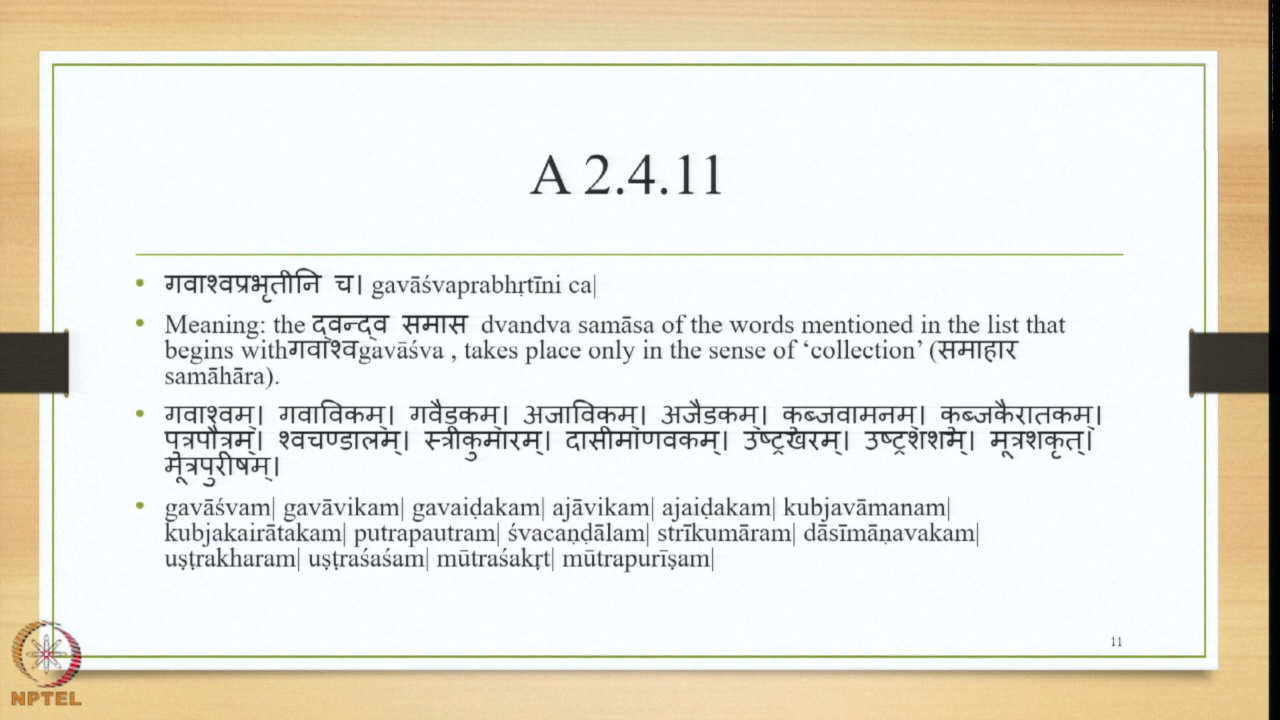 A 2.4.11
• गवाश्वप्रभृतीनि च। gavāśvaprabhṛtīni ca|
• Meaning: the द्वन्द्व समास dvandva samāsa of the words mentioned in the list that
begins withगवाश्वgavāśva , takes place only in the sense of ‘collection’ (समाहार
samāhāra).
• गवाश्वम्। गवाविकम्। गवैडकम्। अजाविकम्। अजैडकम्। कुब्जवामनम्। कुब्जकैरातकम्।
पुत्रपौत्रम्। श्वचण्डालम्। स्त्रीकुमारम्। दासीमाणवकम्। उष्ट्रखरम्। उष्ट्रशशम्। मूत्रशकृत्।
मूत्रपुरीषम्।
• gavāśvam| gavāvikam| gavaiḍakam| ajāvikam| ajaiḍakam| kubjavāmanam|
kubjakairātakam| putrapautram| śvacaṇḍālam| strīkumāram| dāsīmāṇavakam|
uṣṭrakharam| uṣṭraśaśam| mūtraśakṛt| mūtrapurīṣam|
11
NPTEL